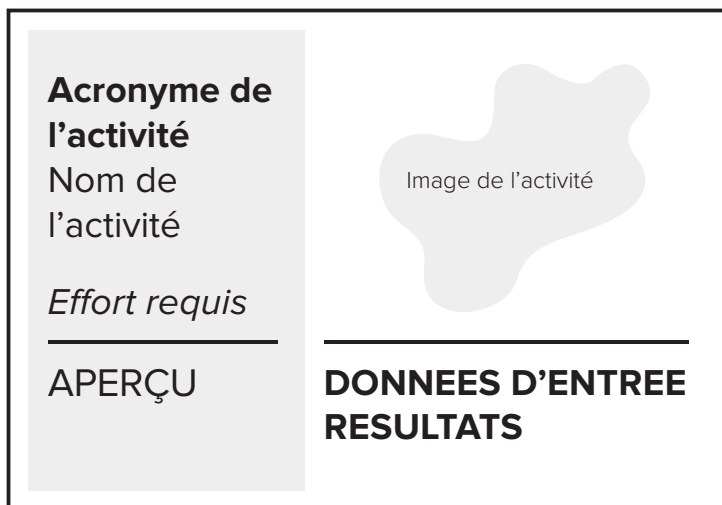 Acronyme de
l’activité
Nom de
l’activité
Effort requis
APERÇU
Image de l’activité
DONNEES D’ENTREE
RESULTATS